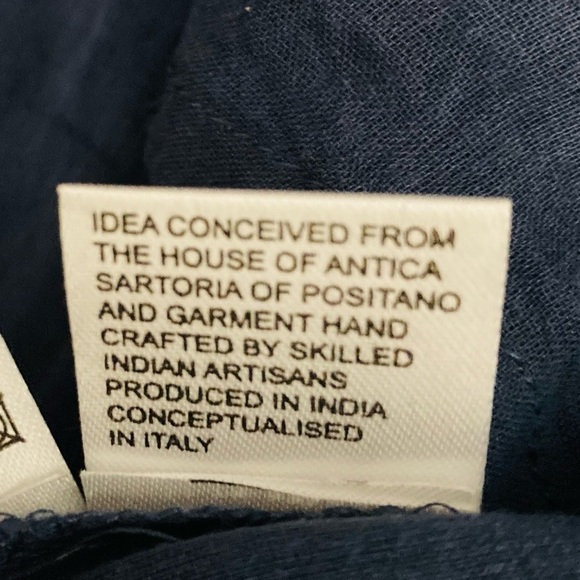 IDEA CONCEIVED FROM
THE HOUSE OF ANTICA
SARTORIA OF POSITANO
AND GARMENT HAND
CRAFTED BY SKILLED
INDIAN ARTISANS
PRODUCED IN INDIA
CONCEPTUALISED
IN ITALY